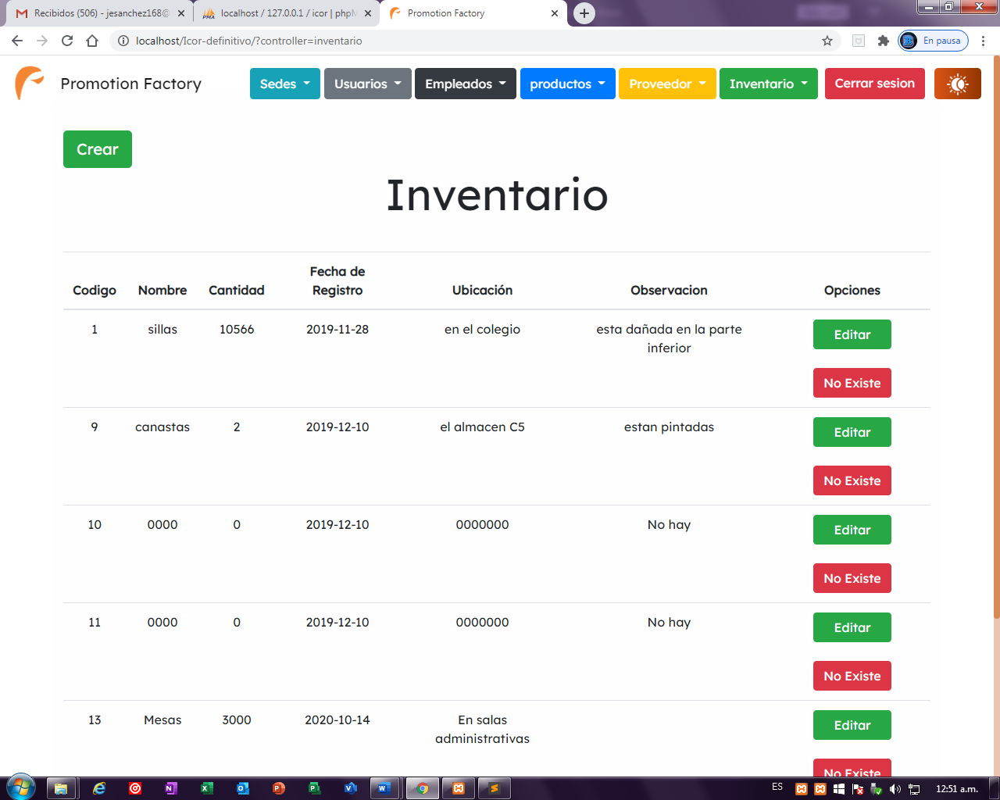 Recibidos (506) - jesanchez168@
localhost / 127.0.0.1 / icor | phpM
Promotion Factory
localhost/Icor-definitivo/?controller=inventario
En pausa
Promotion Factory
Sedes
Usuarios
Empleados
productos
Proveedor
Inventario
Cerrar sesion
Crear
Inventario
Codigo Nombre Cantidad Fecha de Registro Ubicación Observacion Opciones
1 sillas 10566 2019-11-28 en el colegio esta dañada en la parte inferior Editar
No Existe
9 canastas 2 2019-12-10 el almacen C5 estan pintadas Editar
No Existe
10 0000 0 2019-12-10 0000000 No hay Editar
No Existe
11 0000 0 2019-12-10 0000000 No hay Editar
No Existe
13 Mesas 3000 2020-10-14 En salas administrativas Editar
No Existe
ES
12:51 a.m.